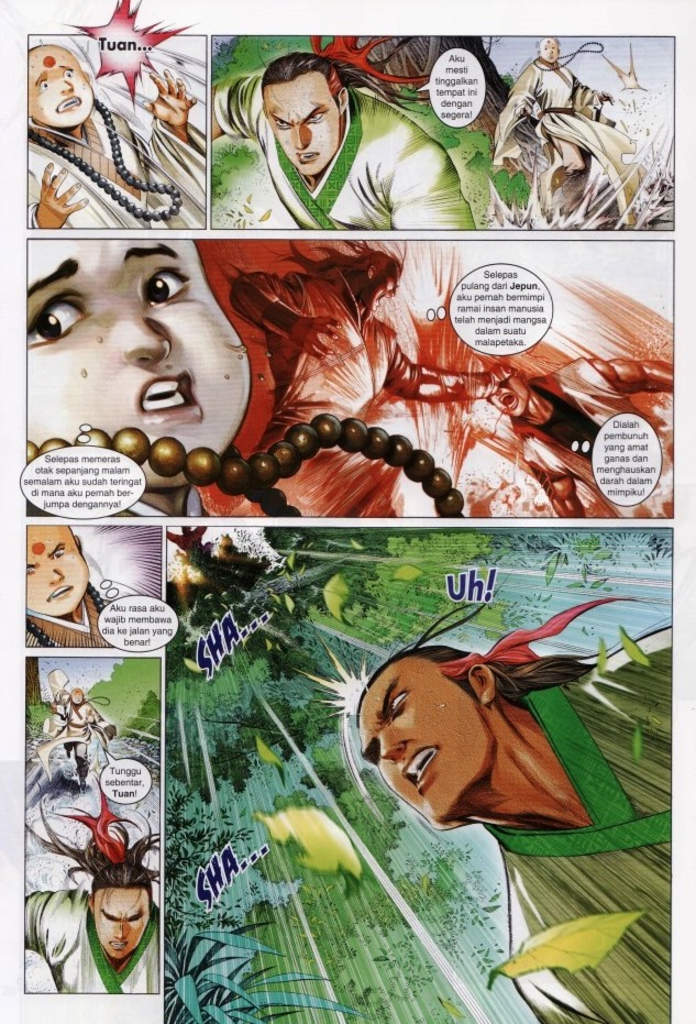 Tuan...
Aku
mesti
tinggalkan
tempat ini
dengan
segera!
Selepas
pulang dari Jepun,
aku pernah bermimpi
ramai insan manusia
telah menjadi mangsa
dalam suatu
malapetaka.
Selepas memeras
otak sepanjang malam
semalam aku sudah teringat
di mana aku pernah ber-
jumpa dengannya!
Dialah
pembunuh
yang amat
ganas dan
menghauskan
darah dalam
mimpiku!
Aku rasa aku
wajib membawa
dia ke jalan yang
benar!
Tunggu
sebentar,
Tuan!
Uh!
SHA...
SHA...